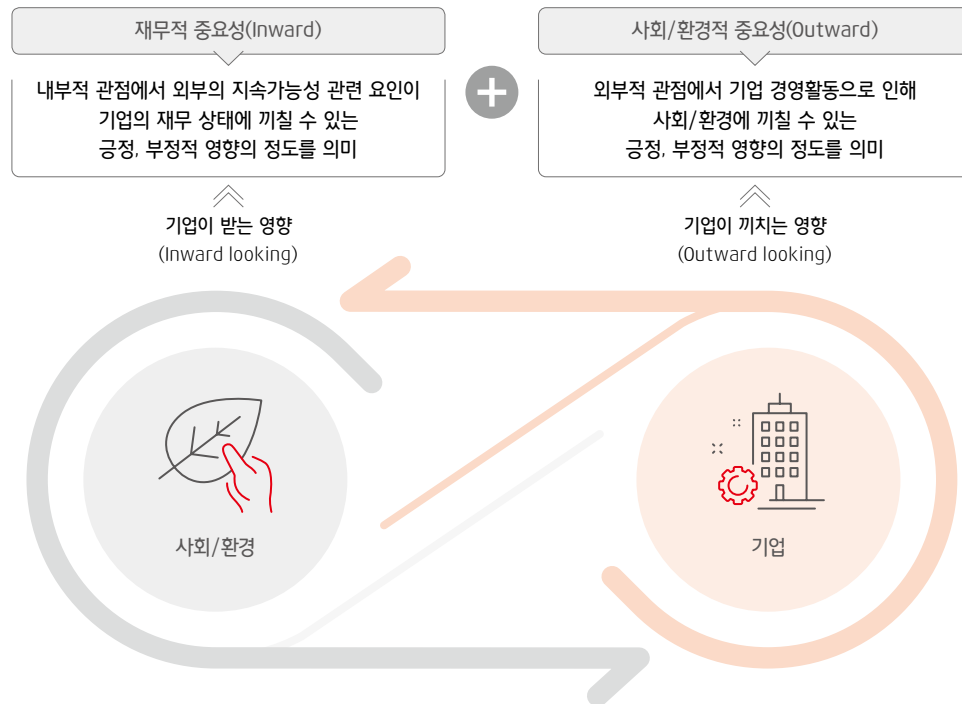 재무적 중요성(Inward)
내부적 관점에서 외부의 지속가능성 관련 요인이
기업의 재무 상태에 끼칠 수 있는
긍정, 부정적 영향의 정도를 의미
기업이 받는 영향
(Inward looking)
사회/환경적 중요성(Outward)
외부적 관점에서 기업 경영활동으로 인해
사회/환경에 끼칠 수 있는
긍정, 부정적 영향의 정도를 의미
기업이 끼치는 영향
(Outward looking)
사회/환경
기업